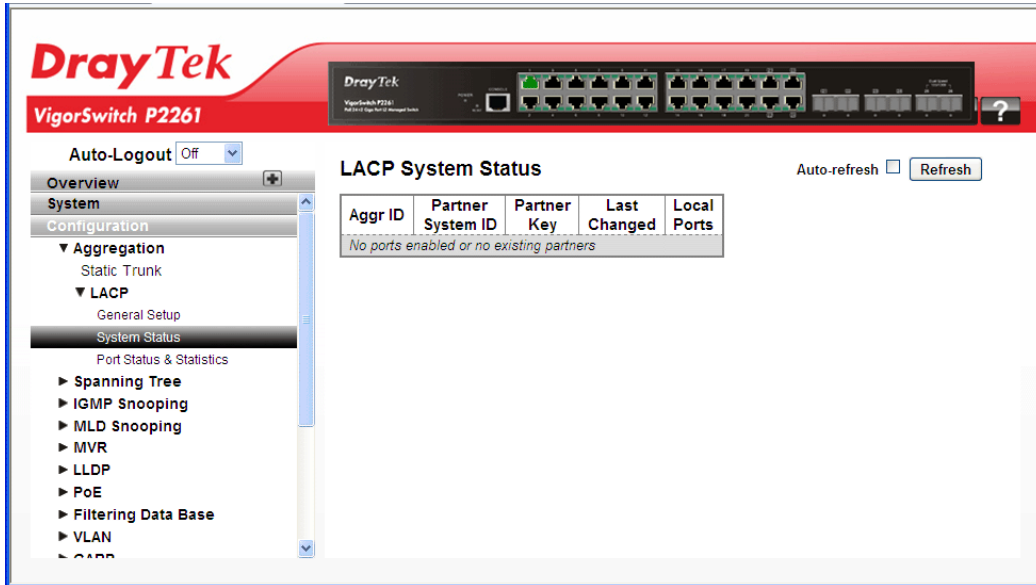 DrayTek
VigorSwitch P2261
DrayTek
VigorSwitch P2261
POWER
CONSOLE
?
Auto-Logout Off
Overview
System
Configuration
▼ Aggregation
Static Trunk
▼ LACP
General Setup
System Status
Port Status & Statistics
► Spanning Tree
► IGMP Snooping
► MLD Snooping
► MVR
► LLDP
► PoE
► Filtering Data Base
► VLAN
LACP System Status
Auto-refresh Refresh
Aggr ID Partner System ID Partner Key Last Changed Local Ports
No ports enabled or no existing partners